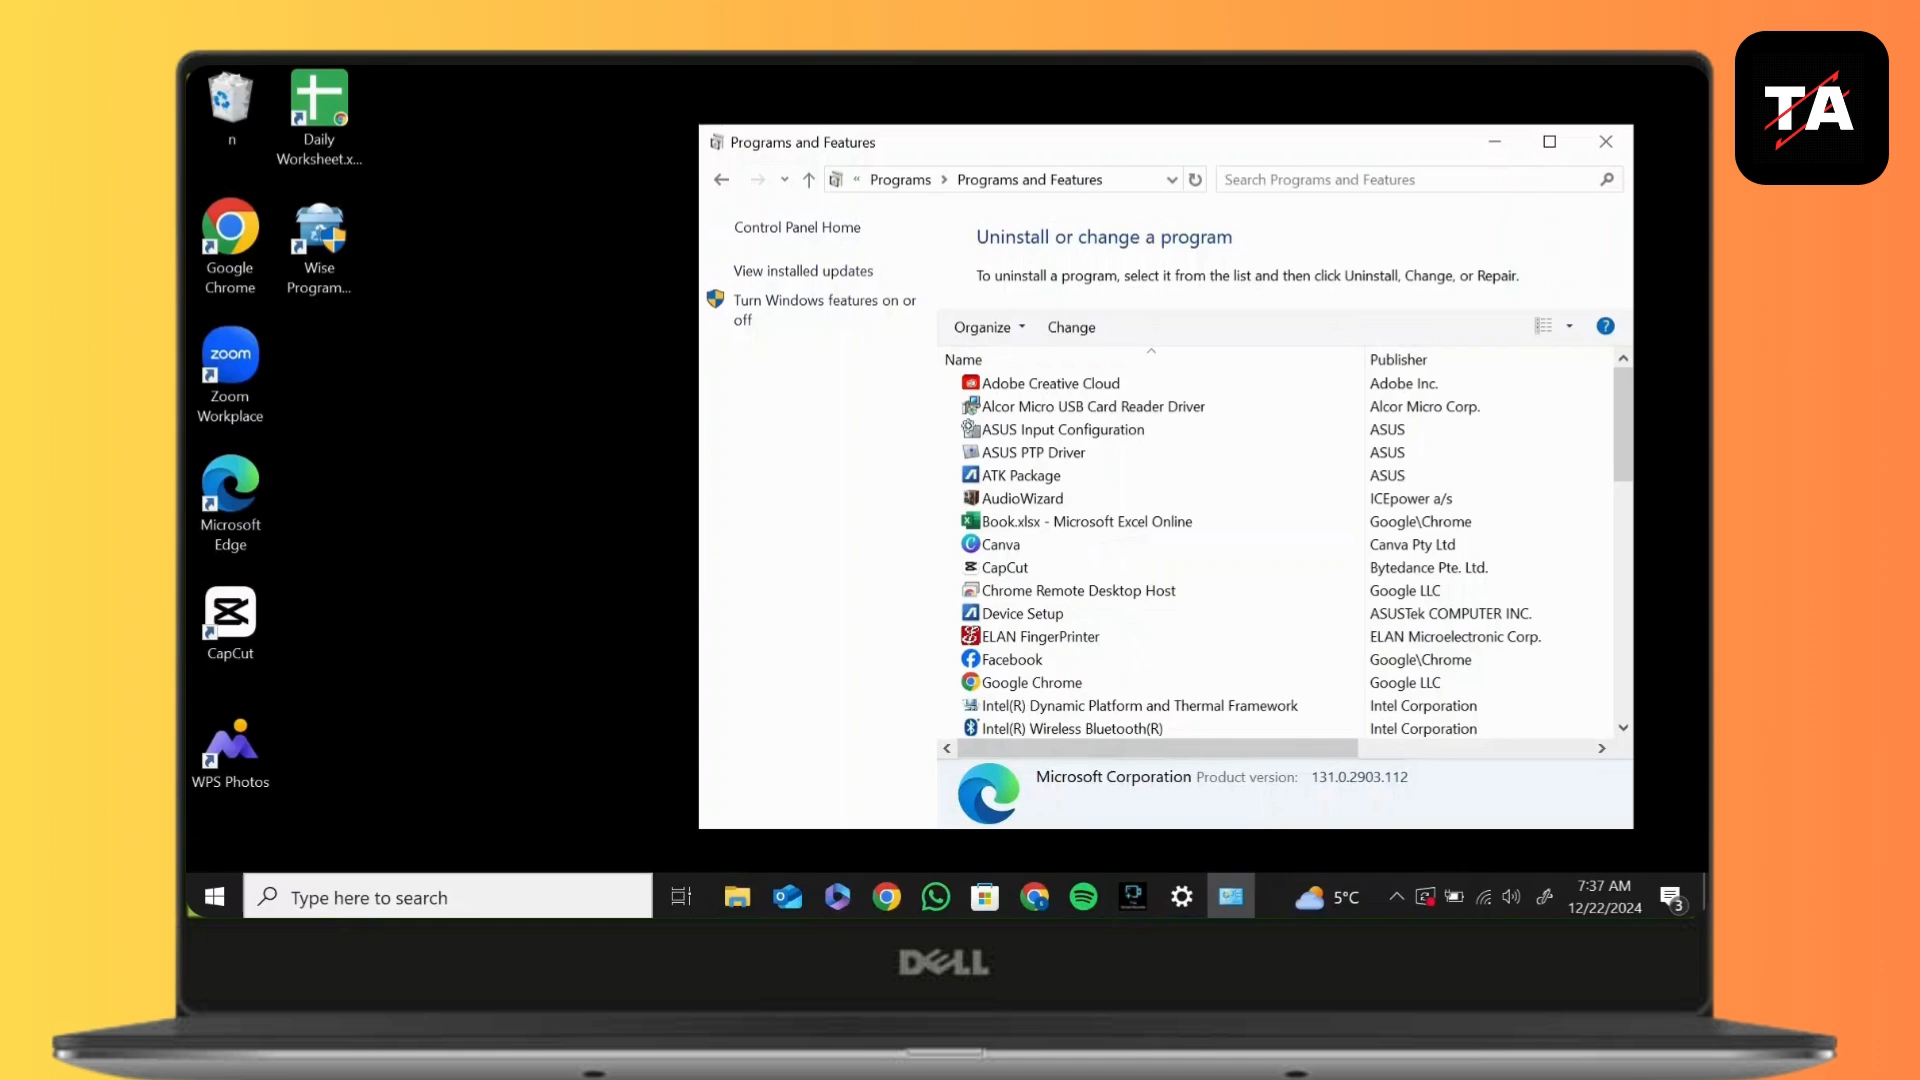 TA
n
Daily
Worksheet.x...
Google
Chrome
Wise
Program...
zoom
Zoom
Workplace
Microsoft
Edge
CapCut
WPS Photos
Programs and Features
« Programs > Programs and Features
Search Programs and Features
Control Panel Home
View installed updates
Turn Windows features on or
off
Uninstall or change a program
To uninstall a program, select it from the list and then click Uninstall, Change, or Repair.
Organize Change
?
Name Publisher
Adobe Creative Cloud Adobe Inc.
Alcor Micro USB Card Reader Driver Alcor Micro Corp.
ASUS Input Configuration ASUS
ASUS PTP Driver ASUS
ATK Package ASUS
AudioWizard ICEpower a/s
Book.xlsx - Microsoft Excel Online Google\Chrome
Canva Canva Pty Ltd
CapCut Bytedance Pte. Ltd.
Chrome Remote Desktop Host Google LLC
Device Setup ASUSTek COMPUTER INC.
ELAN FingerPrinter ELAN Microelectronic Corp.
Facebook Google\Chrome
Google Chrome Google LLC
Intel(R) Dynamic Platform and Thermal Framework Intel Corporation
Intel(R) Wireless Bluetooth(R) Intel Corporation
Microsoft Corporation Product version: 131.0.2903.112
Type here to search
5°C
7:37 AM
12/22/2024
3
DELL